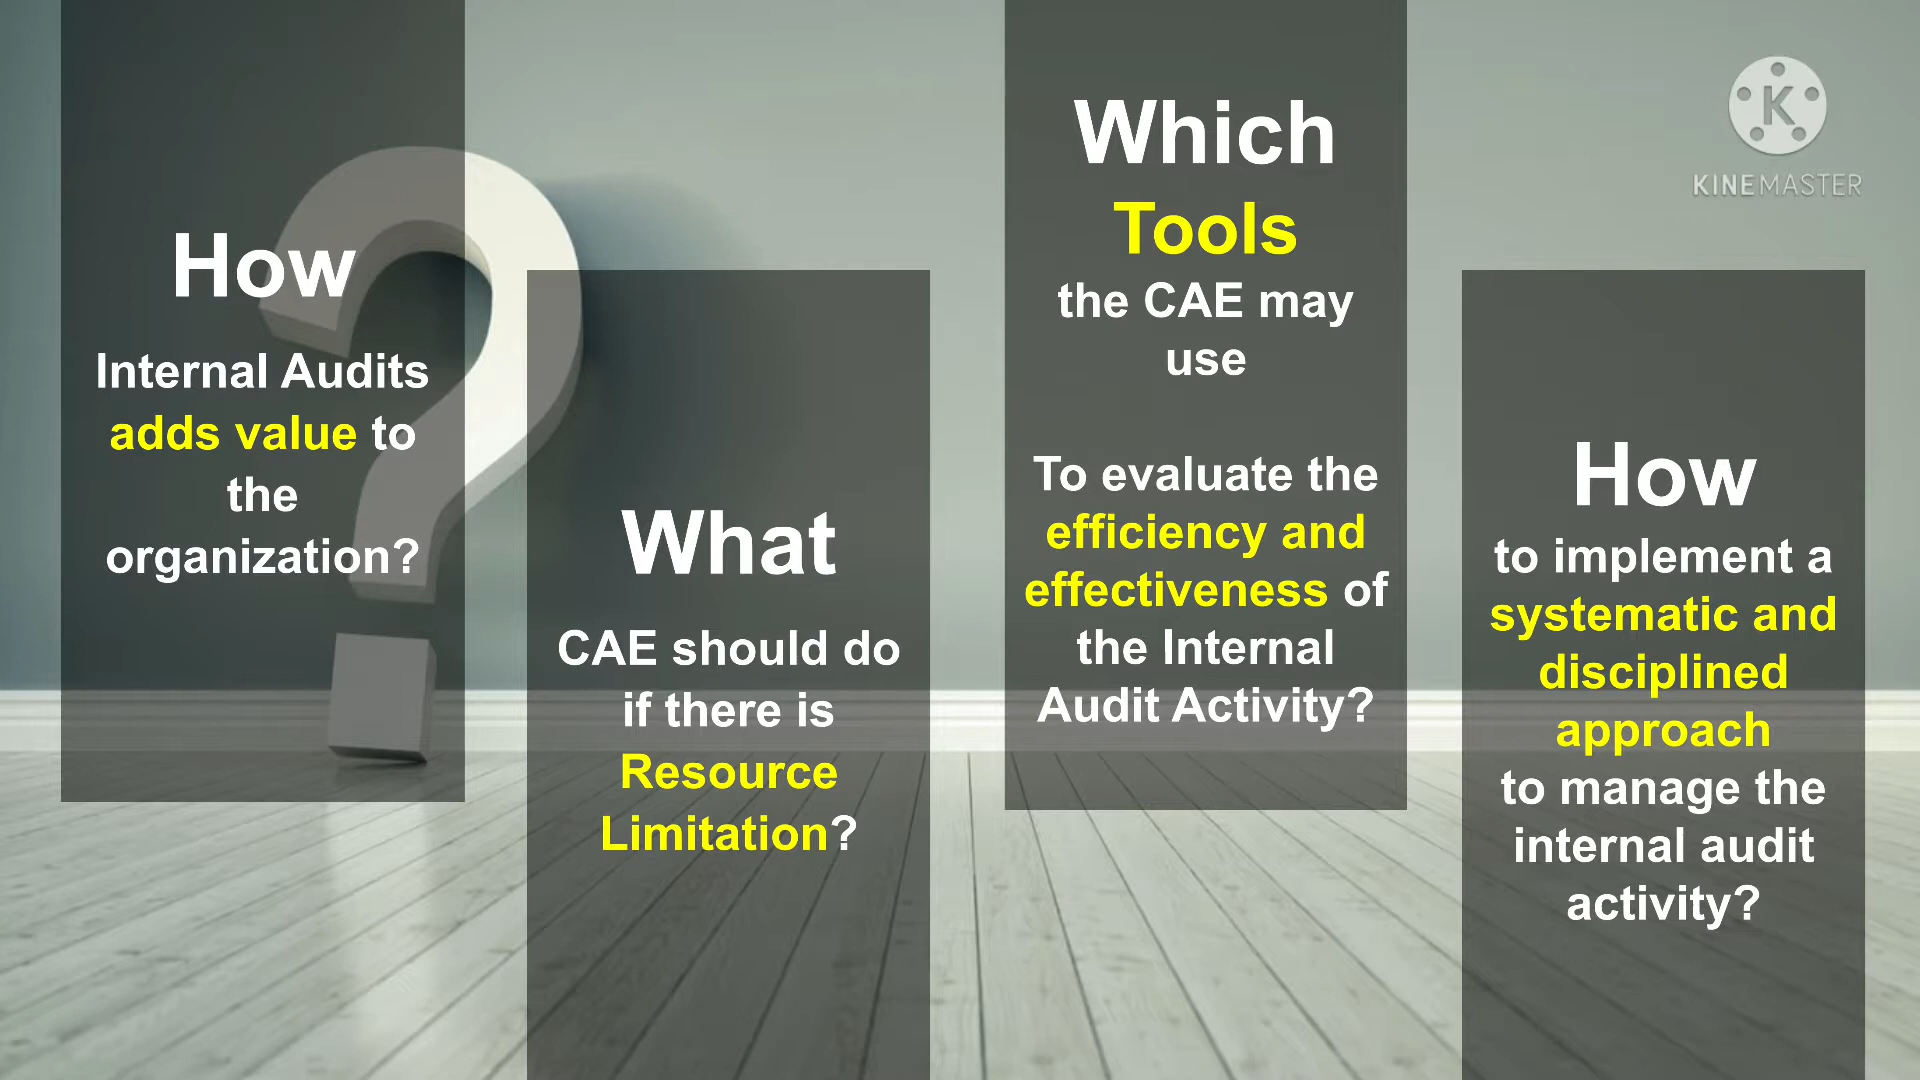 How
Internal Audits
adds value to
the
organization?
What
CAE should do
if there is
Resource
Limitation?
Which
Tools
the CAE may
use
To evaluate the
efficiency and
effectiveness of
the Internal
Audit Activity?
How
to implement a
systematic and
disciplined
approach
to manage the
internal audit
activity?
K
KINEMASTER